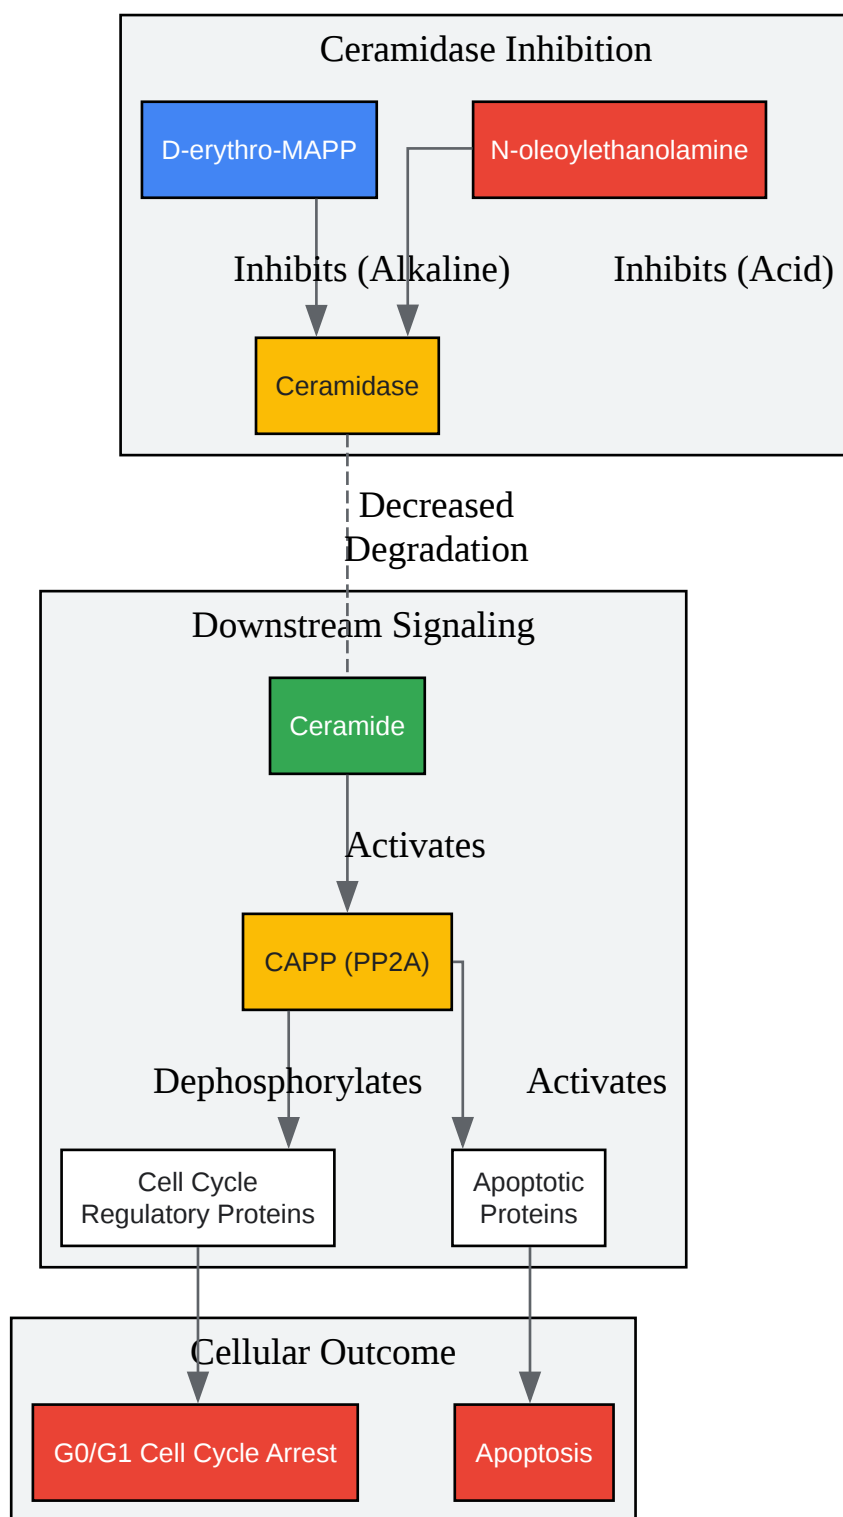 Ceramidase Inhibition
D-erythro-MAPP
N-oleoylethanolamine
Inhibits (Alkaline)
Inhibits (Acid)
Ceramidase
Decreased
Degradation
Downstream Signaling
Ceramide
Activates
CAPP (PP2A)
Dephosphorylates
Activates
Cell Cycle
Regulatory Proteins
Apoptotic
Proteins
Cellular Outcome
G0/G1 Cell Cycle Arrest
Apoptosis